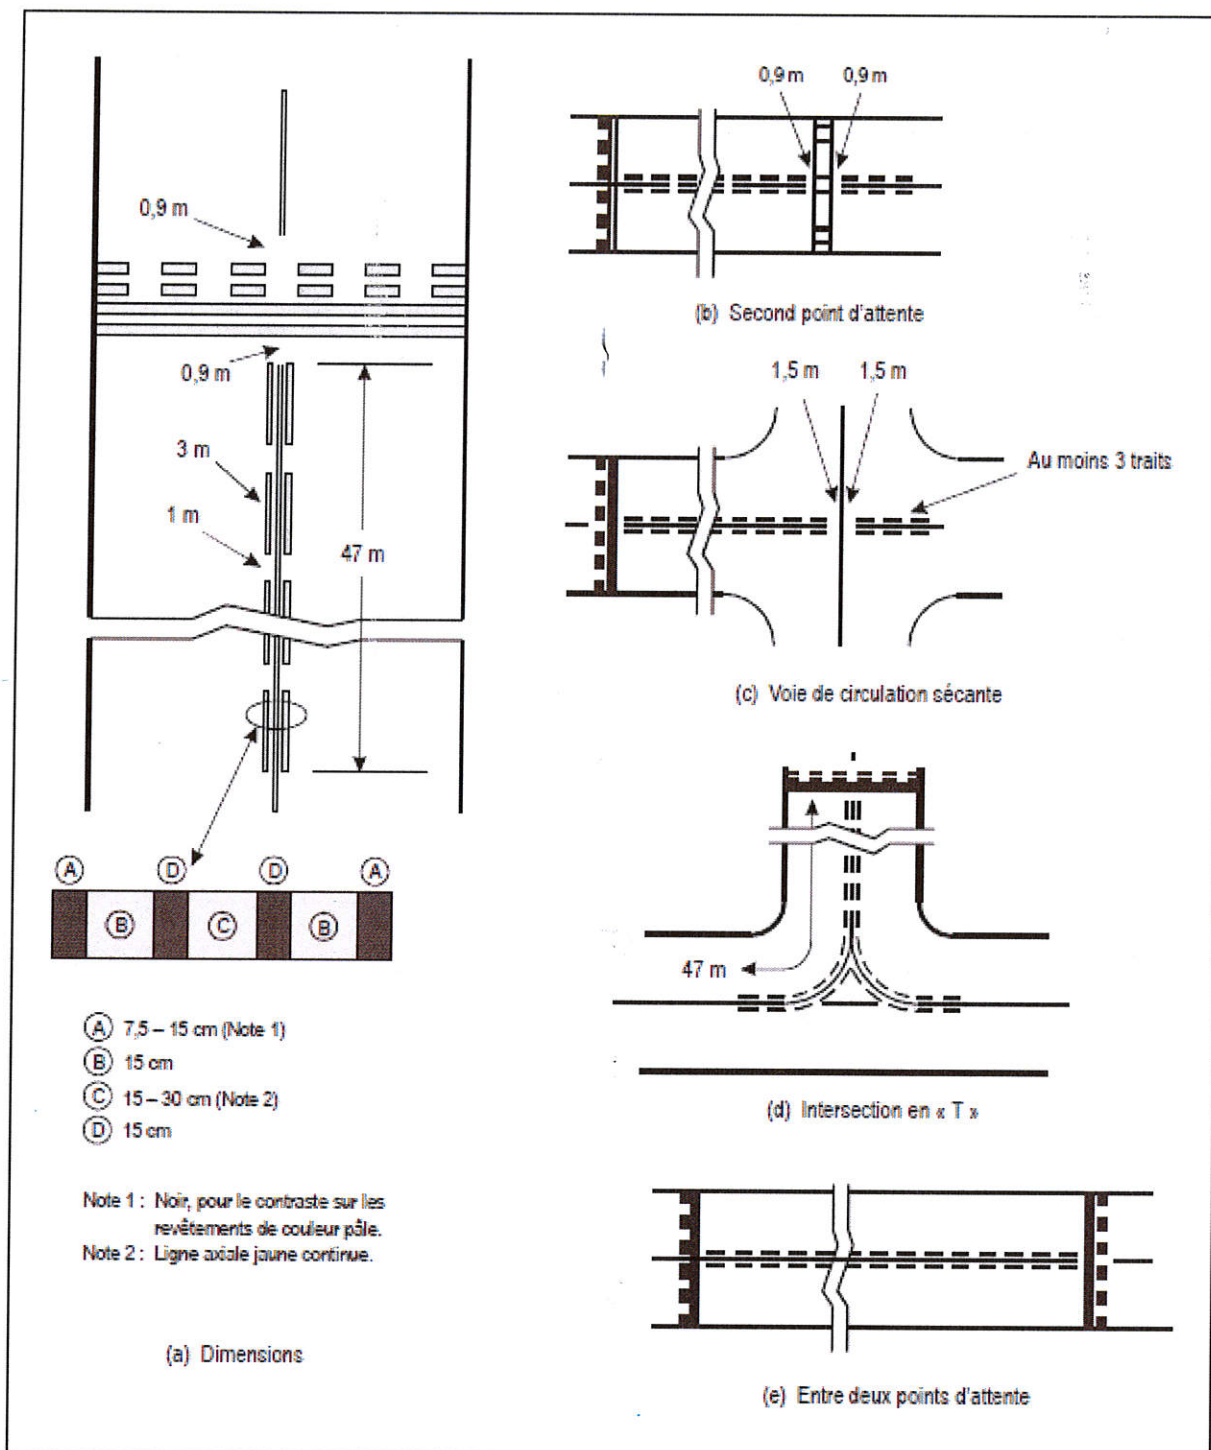 0,9 m
0,9 m
3 m
1 m
47 m
A D D A
B C B
A 7,5 – 15 cm (Note 1)
B 15 cm
C 15 – 30 cm (Note 2)
D 15 cm
Note 1 : Noir, pour le contraste sur les
revêtements de couleur pâle.
Note 2 : Ligne axiale jaune continue.
(a) Dimensions
0,9 m 0,9 m
(b) Second point d'attente
1,5 m 1,5 m
Au moins 3 traits
(c) Voie de circulation sécante
47 m
(d) Intersection en « T »
(e) Entre deux points d'attente